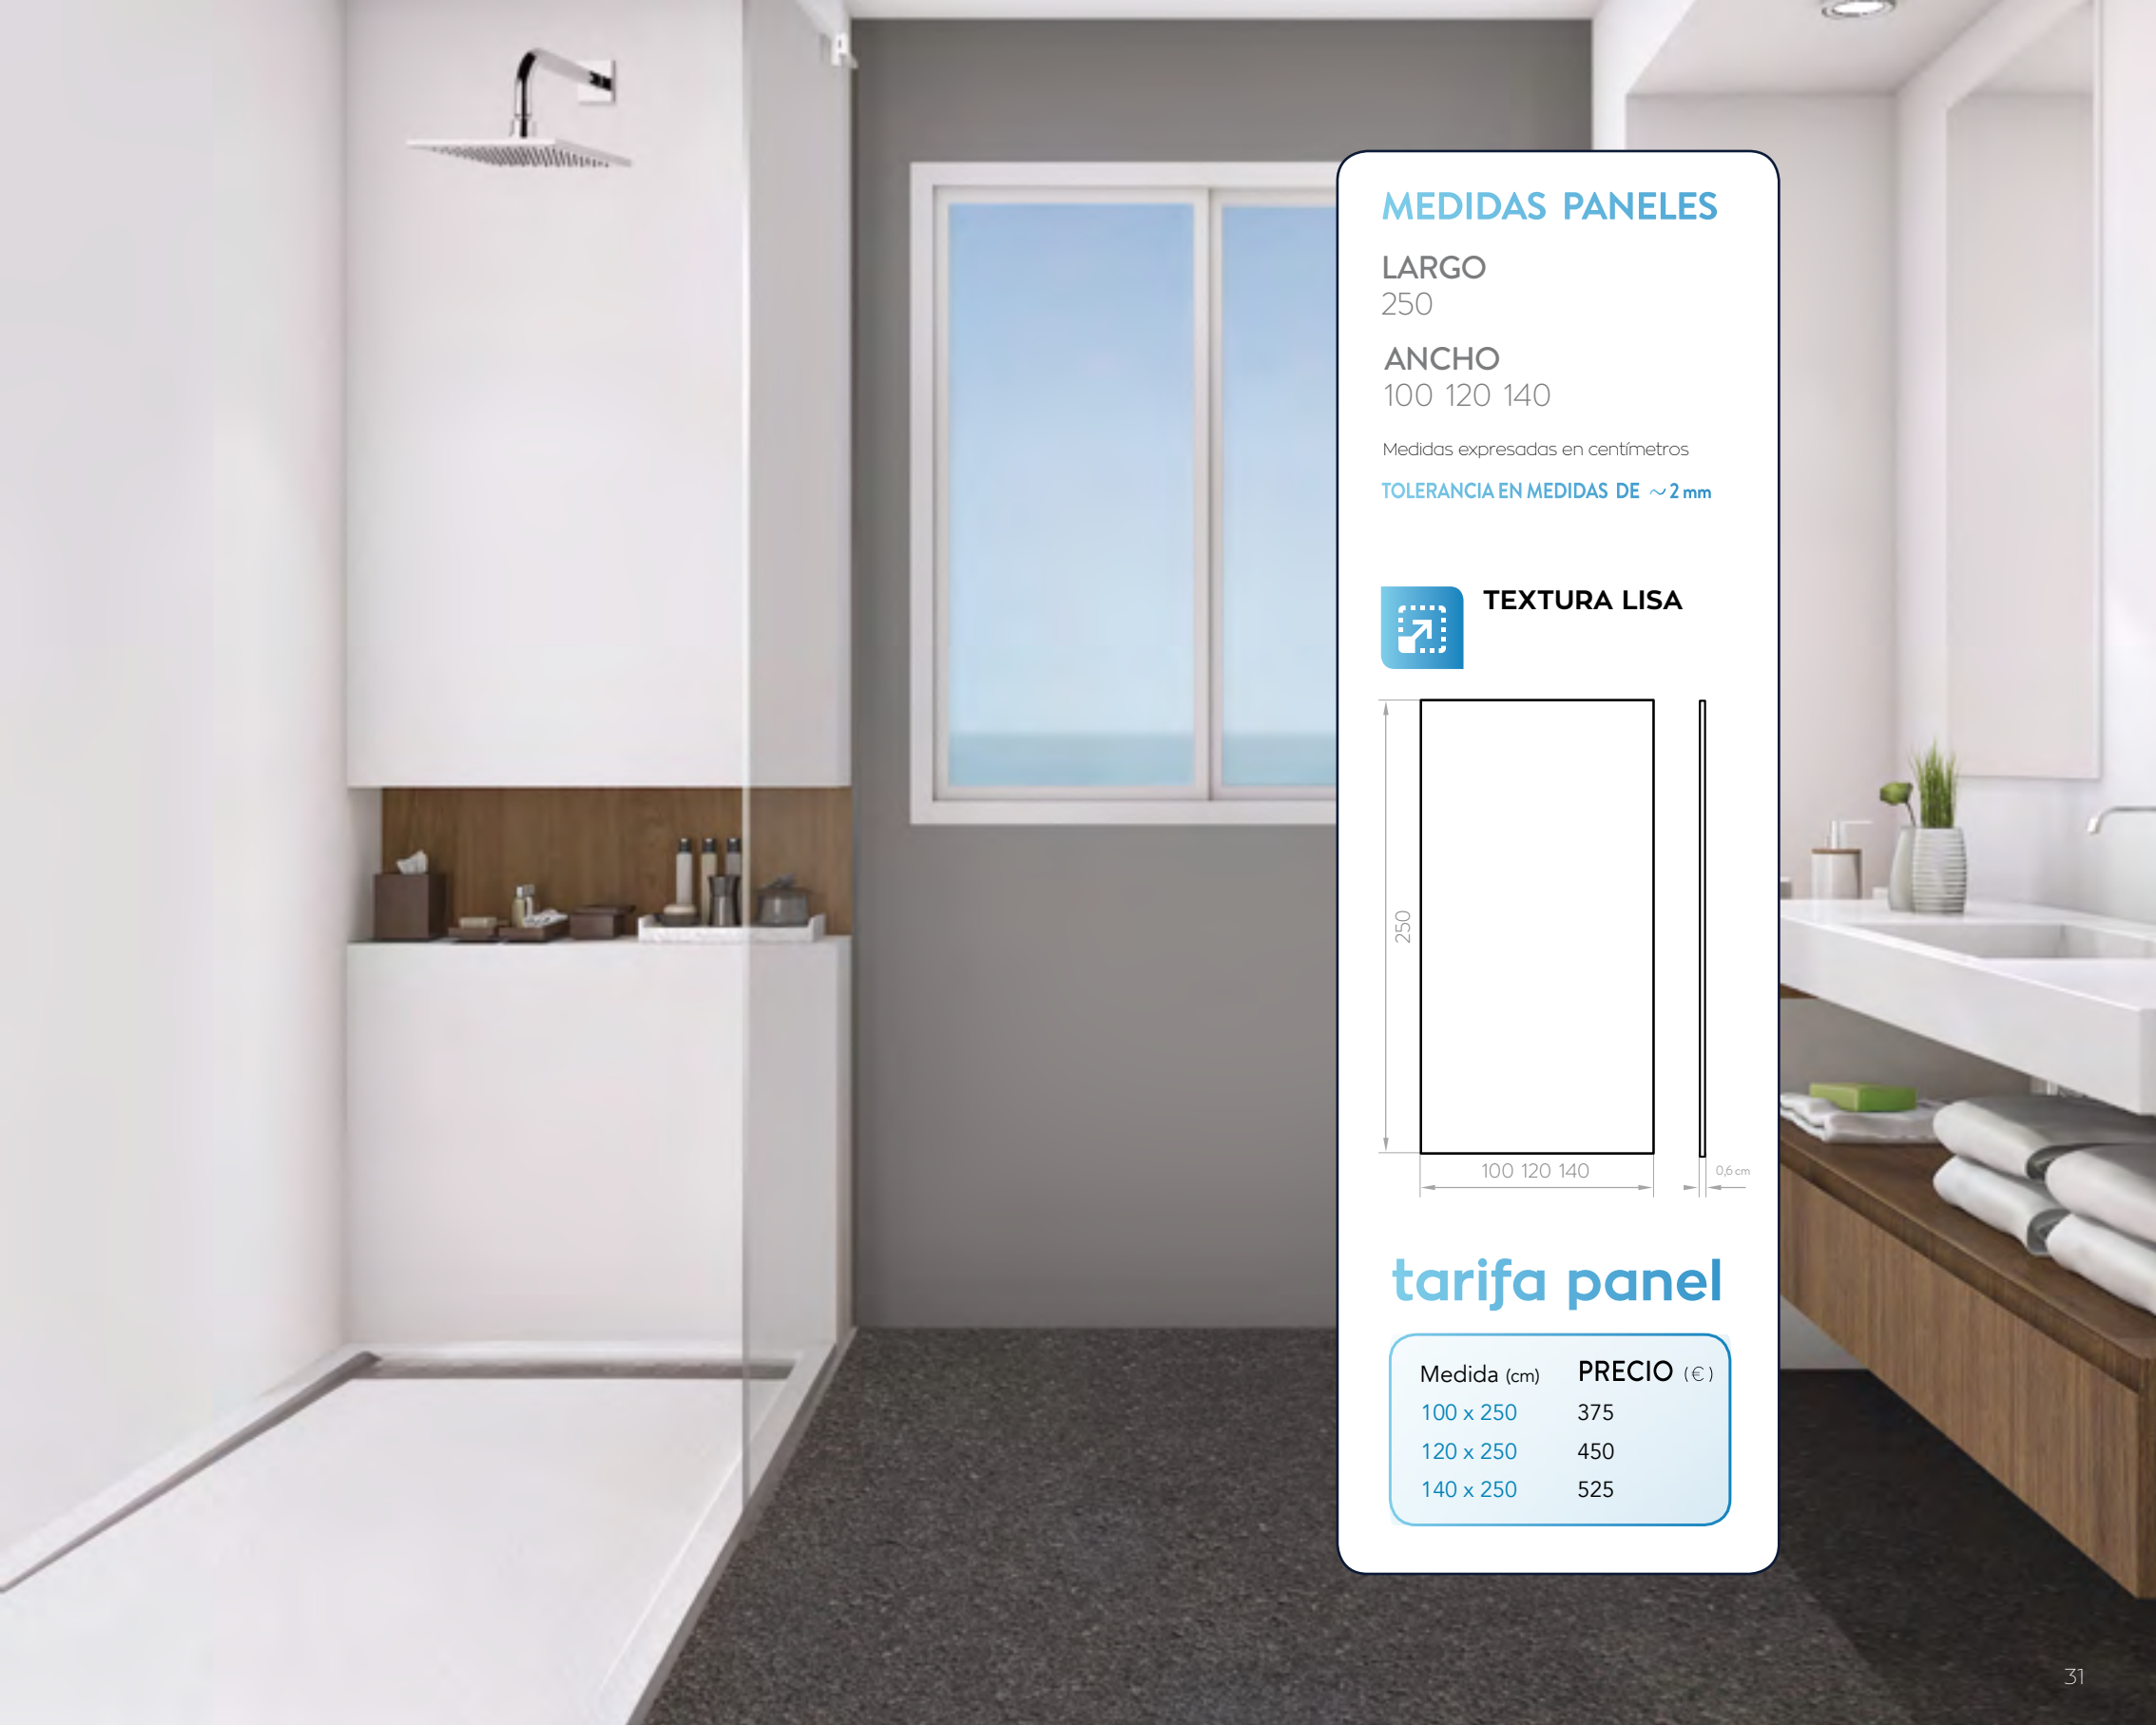 MEDIDAS PANELES
LARGO
250
ANCHO
100 120 140
Medidas expresadas en centímetros
TOLERANCIA EN MEDIDAS DE ~2 mm
TEXTURA LISA
250
100 120 140
0,6 cm
tarifa panel
Medida (cm) PRECIO (€)
100 x 250 375
120 x 250 450
140 x 250 525
31